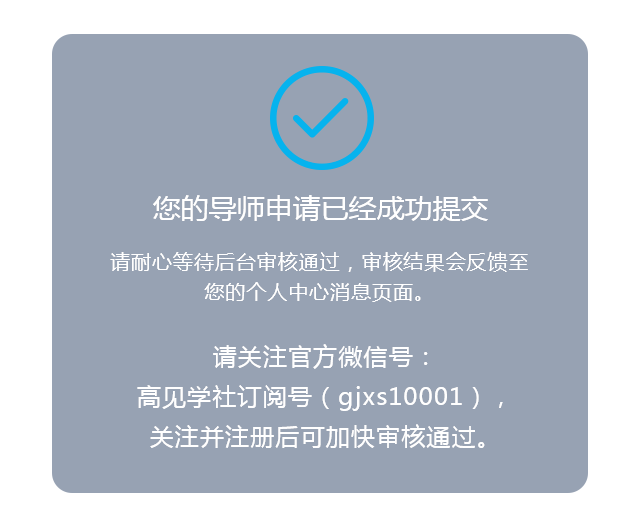 您的导师申请已经成功提交
请耐心等待后台审核通过，审核结果会反馈至
您的个人中心消息页面。
请关注官方微信号：
高见学社订阅号（gjxs10001），
关注并注册后可加快审核通过。